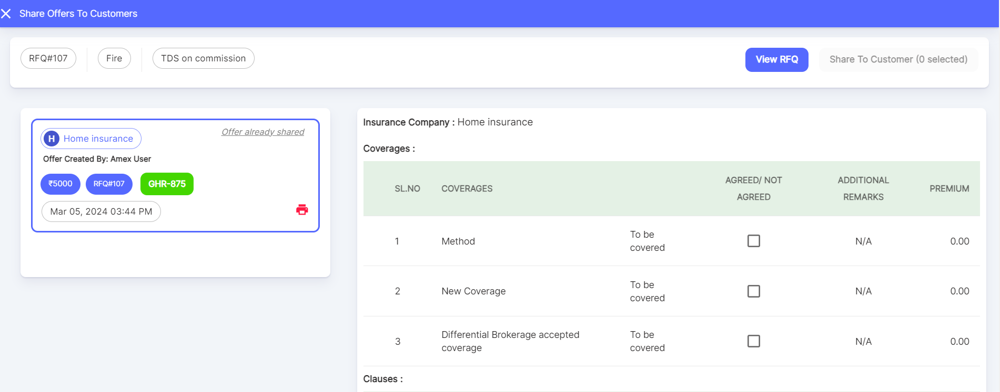 Share Offers To Customers
RFQ#107
Fire
TDS on commission
View RFQ
Share To Customer (0 selected)
H Home insurance
Offer already shared
Offer Created By: Amex User
₹5000
RFQ#107
GHR-875
Mar 05, 2024 03:44 PM
Insurance Company : Home insurance
Coverages :
SL.NO COVERAGES AGREED/ NOT AGREED ADDITIONAL REMARKS PREMIUM
1 Method To be covered N/A 0.00
2 New Coverage To be covered N/A 0.00
3 Differential Brokerage accepted coverage To be covered N/A 0.00
Clauses :